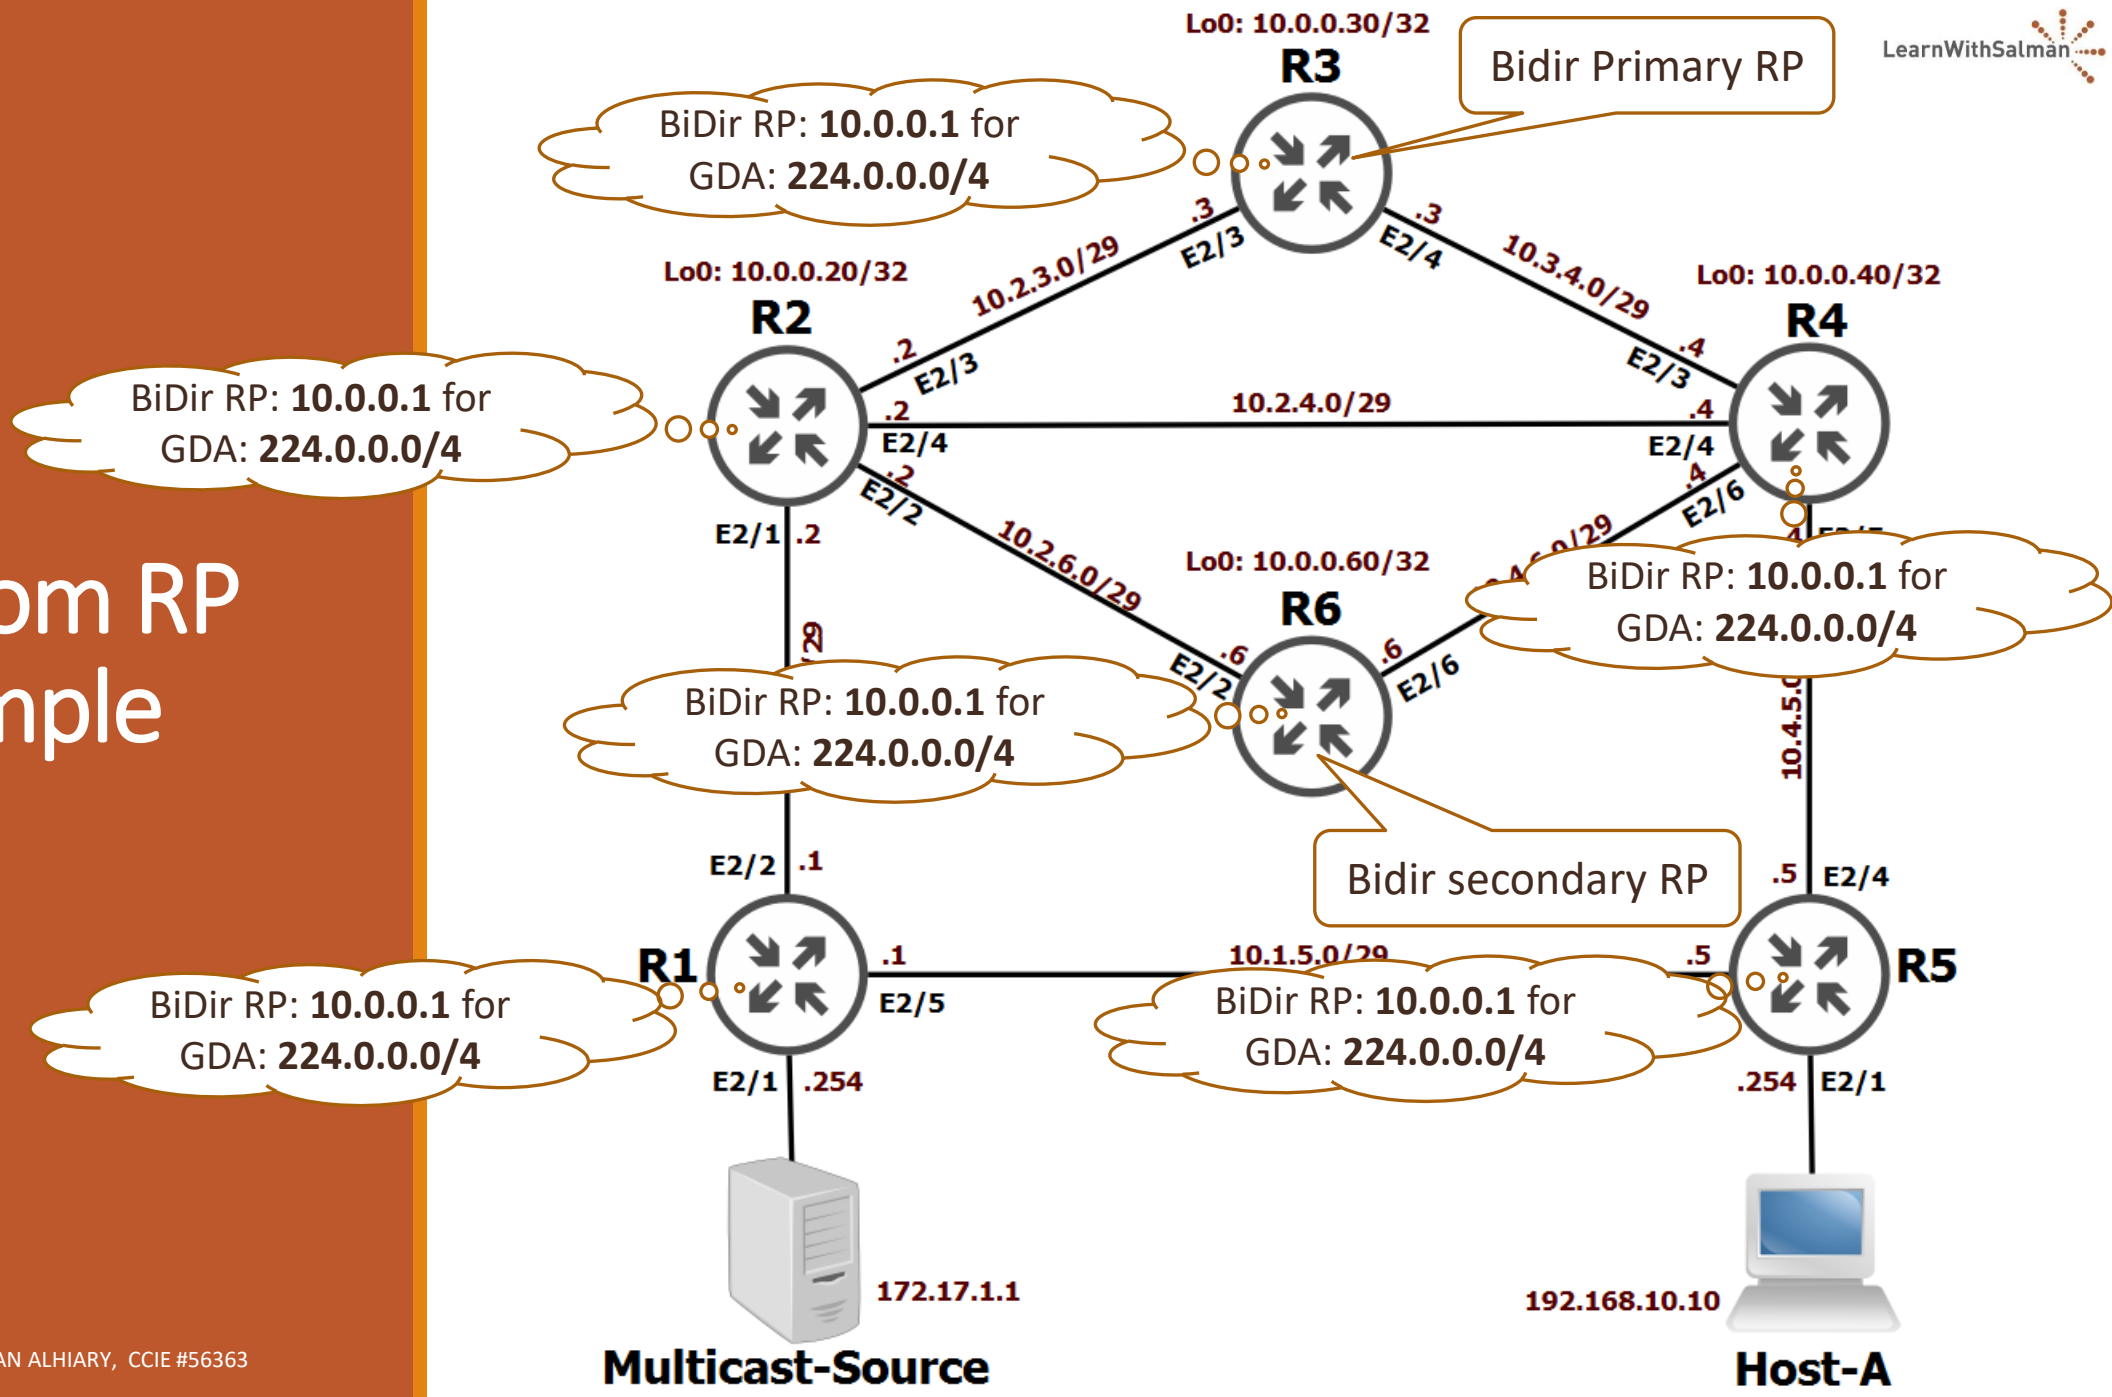 Lo0: 10.0.0.30/32
R3
Bidir Primary RP
LearnWithSalman
BiDir RP: 10.0.0.1 for
GDA: 224.0.0.0/4
.3
E2/3
.3
E2/4
10.2.3.0/29
10.3.4.0/29
Lo0: 10.0.0.20/32
R2
Lo0: 10.0.0.40/32
R4
.2
E2/3
.4
E2/3
BiDir RP: 10.0.0.1 for
GDA: 224.0.0.0/4
.2
E2/4
10.2.4.0/29
.4
E2/4
.2
E2/2
.4
E2/6
E2/1
.2
10.2.6.0/29
Lo0: 10.0.0.60/32
R6
BiDir RP: 10.0.0.1 for
GDA: 224.0.0.0/4
om RP
mple
/29
.6
E2/2
.6
E2/6
BiDir RP: 10.0.0.1 for
GDA: 224.0.0.0/4
10.4.5.0
E2/2
.1
Bidir secondary RP
.5
E2/4
R1
.1
E2/5
10.1.5.0/29
.5
R5
BiDir RP: 10.0.0.1 for
GDA: 224.0.0.0/4
BiDir RP: 10.0.0.1 for
GDA: 224.0.0.0/4
E2/1
.254
.254
E2/1
172.17.1.1
192.168.10.10
Multicast-Source
Host-A
AN ALHIARY, CCIE #56363